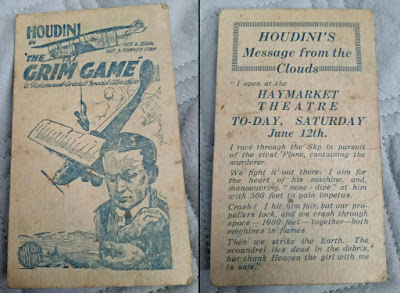 HOUDINI
IN
"THE
GRIM GAME"
A Paramount-Artcraft Special Attraction
HOUDINI'S
Message from the
Clouds
"I open at the
HAYMARKET
THEATRE
TO-DAY, SATURDAY
June 12th.
I race through the Sky in pursuit
of the rival 'Plane, containing the
murderer.
We fight it out there. I aim for
the heart of his machine, and,
manoeuvring, "nose-dive" at him
with 500 feet to gain impetus.
Crash! I hit him fair, but our pro-
pellers lock, and we crash through
space—1000 feet—together—both
machines in flames.
Then we strike the Earth. The
scoundrel lies dead in the debris,
but thank Heaven the girl with me
is safe."